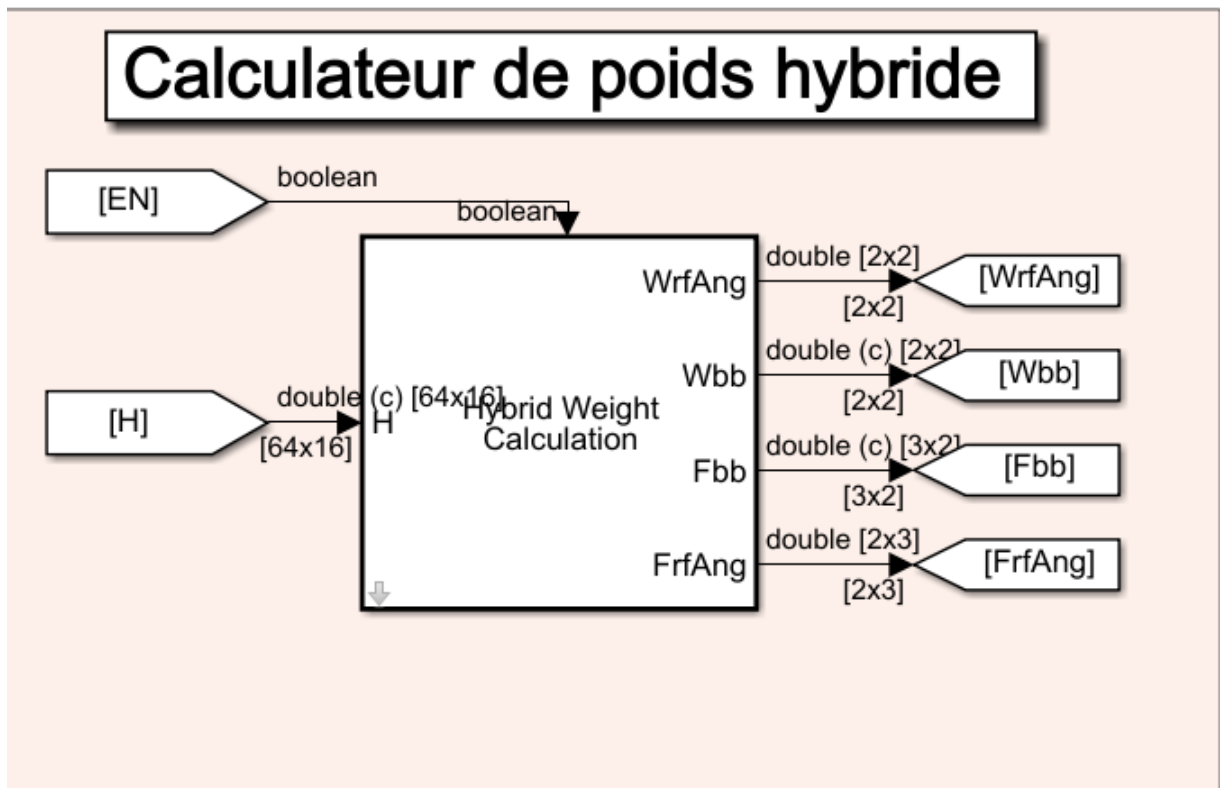 Calculateur de poids hybride
[EN]
boolean
boolean
[H]
double (c) [64x16]
[64x16]
H
Hybrid Weight
Calculation
WrfAng
double [2x2]
[2x2]
[WrfAng]
Wbb
double (c) [2x2]
[2x2]
[Wbb]
Fbb
double (c) [3x2]
[3x2]
[Fbb]
FrfAng
double [2x3]
[2x3]
[FrfAng]